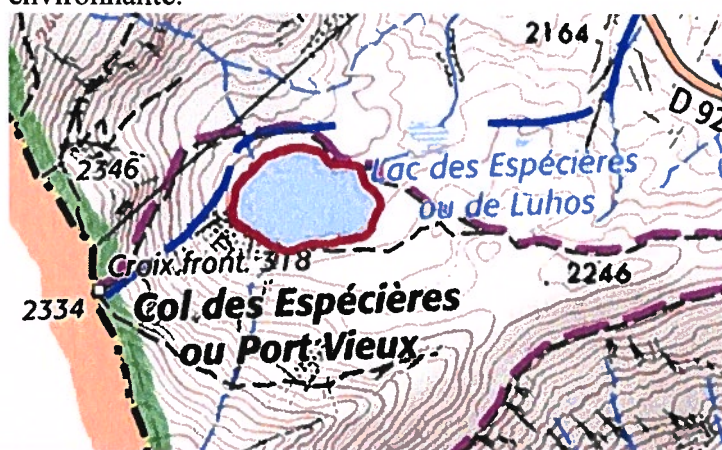 environnante.
2164
D 92
2346
Lac des Espécières
ou de Luhos
Croix front. 318
2246
2334
Col des Espécières
ou Port Vieux